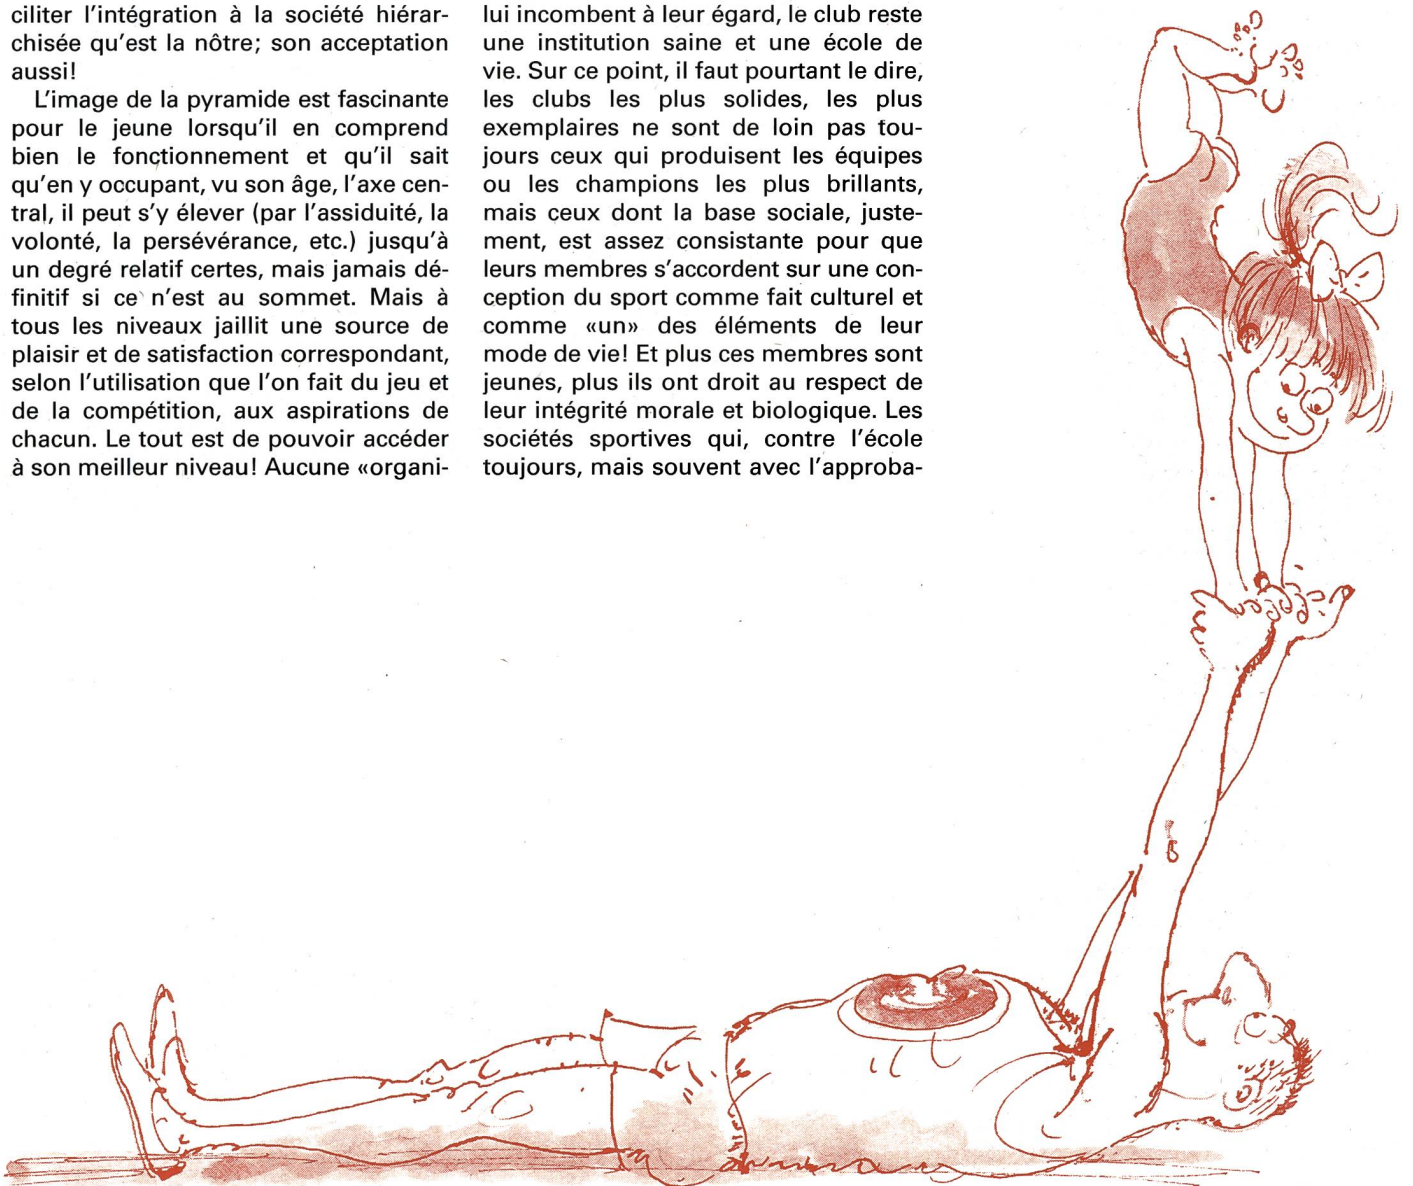 ciliter l'intégration à la société hiérar-
chisée qu'est la nôtre; son acceptation
aussi!
L'image de la pyramide est fascinante
pour le jeune lorsqu'il en comprend
bien le fonctionnement et qu'il sait
qu'en y occupant, vu son âge, l'axe cen-
tral, il peut s'y élever (par l'assiduité, la
volonté, la persévérance, etc.) jusqu'à
un degré relatif certes, mais jamais dé-
finitif si ce n'est au sommet. Mais à
tous les niveaux jaillit une source de
plaisir et de satisfaction correspondant,
selon l'utilisation que l'on fait du jeu et
de la compétition, aux aspirations de
chacun. Le tout est de pouvoir accéder
à son meilleur niveau! Aucune «organi-
lui incombent à leur égard, le club reste
une institution saine et une école de
vie. Sur ce point, il faut pourtant le dire,
les clubs les plus solides, les plus
exemplaires ne sont de loin pas tou-
jours ceux qui produisent les équipes
ou les champions les plus brillants,
mais ceux dont la base sociale, juste-
ment, est assez consistante pour que
leurs membres s'accordent sur une con-
ception du sport comme fait culturel et
comme «un» des éléments de leur
mode de vie! Et plus ces membres sont
jeunes, plus ils ont droit au respect de
leur intégrité morale et biologique. Les
sociétés sportives qui, contre l'école
toujours, mais souvent avec l'approba-